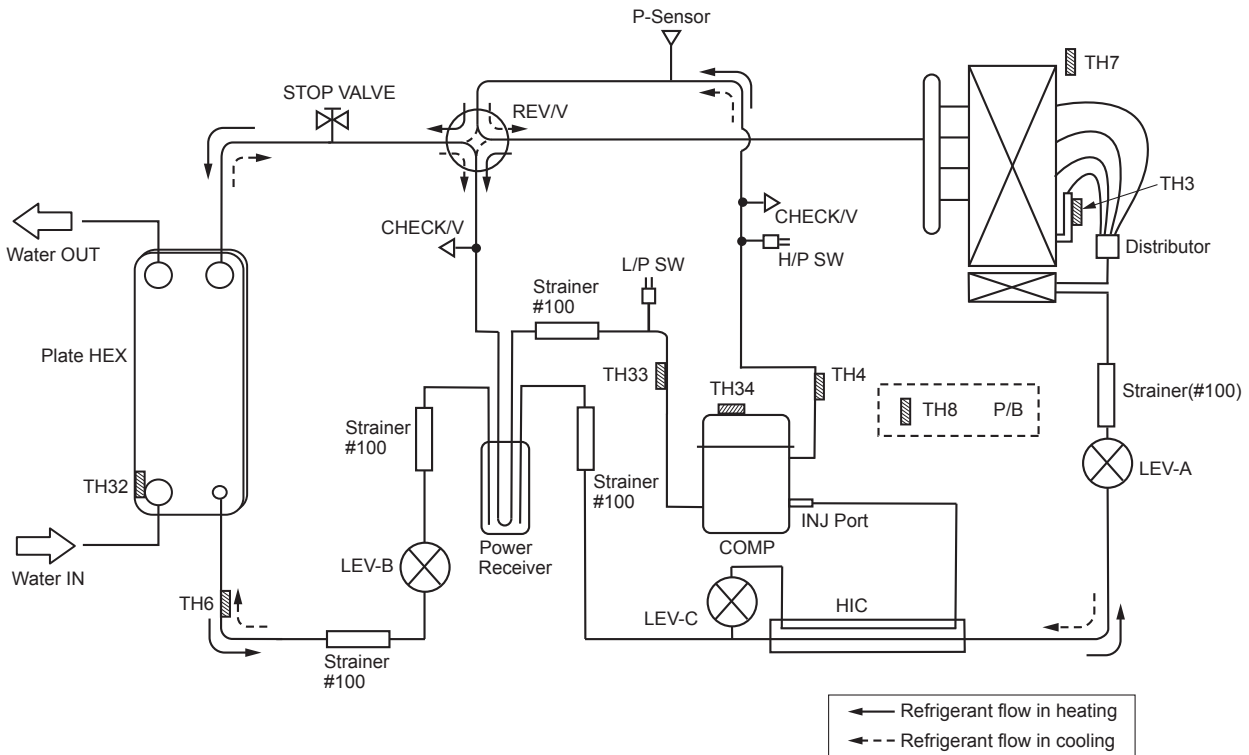 P-Sensor
TH7
STOP VALVE
REV/V
TH3
CHECK/V
CHECK/V
Water OUT
Distributor
H/P SW
L/P SW
Strainer
#100
Plate HEX
TH33
TH4
TH34
Strainer(#100)
TH8 P/B
Strainer
#100
LEV-A
TH32
Strainer
#100
INJ Port
COMP
Power
Receiver
LEV-B
Water IN
TH6
LEV-C
HIC
Strainer
#100
Refrigerant flow in heating
Refrigerant flow in cooling